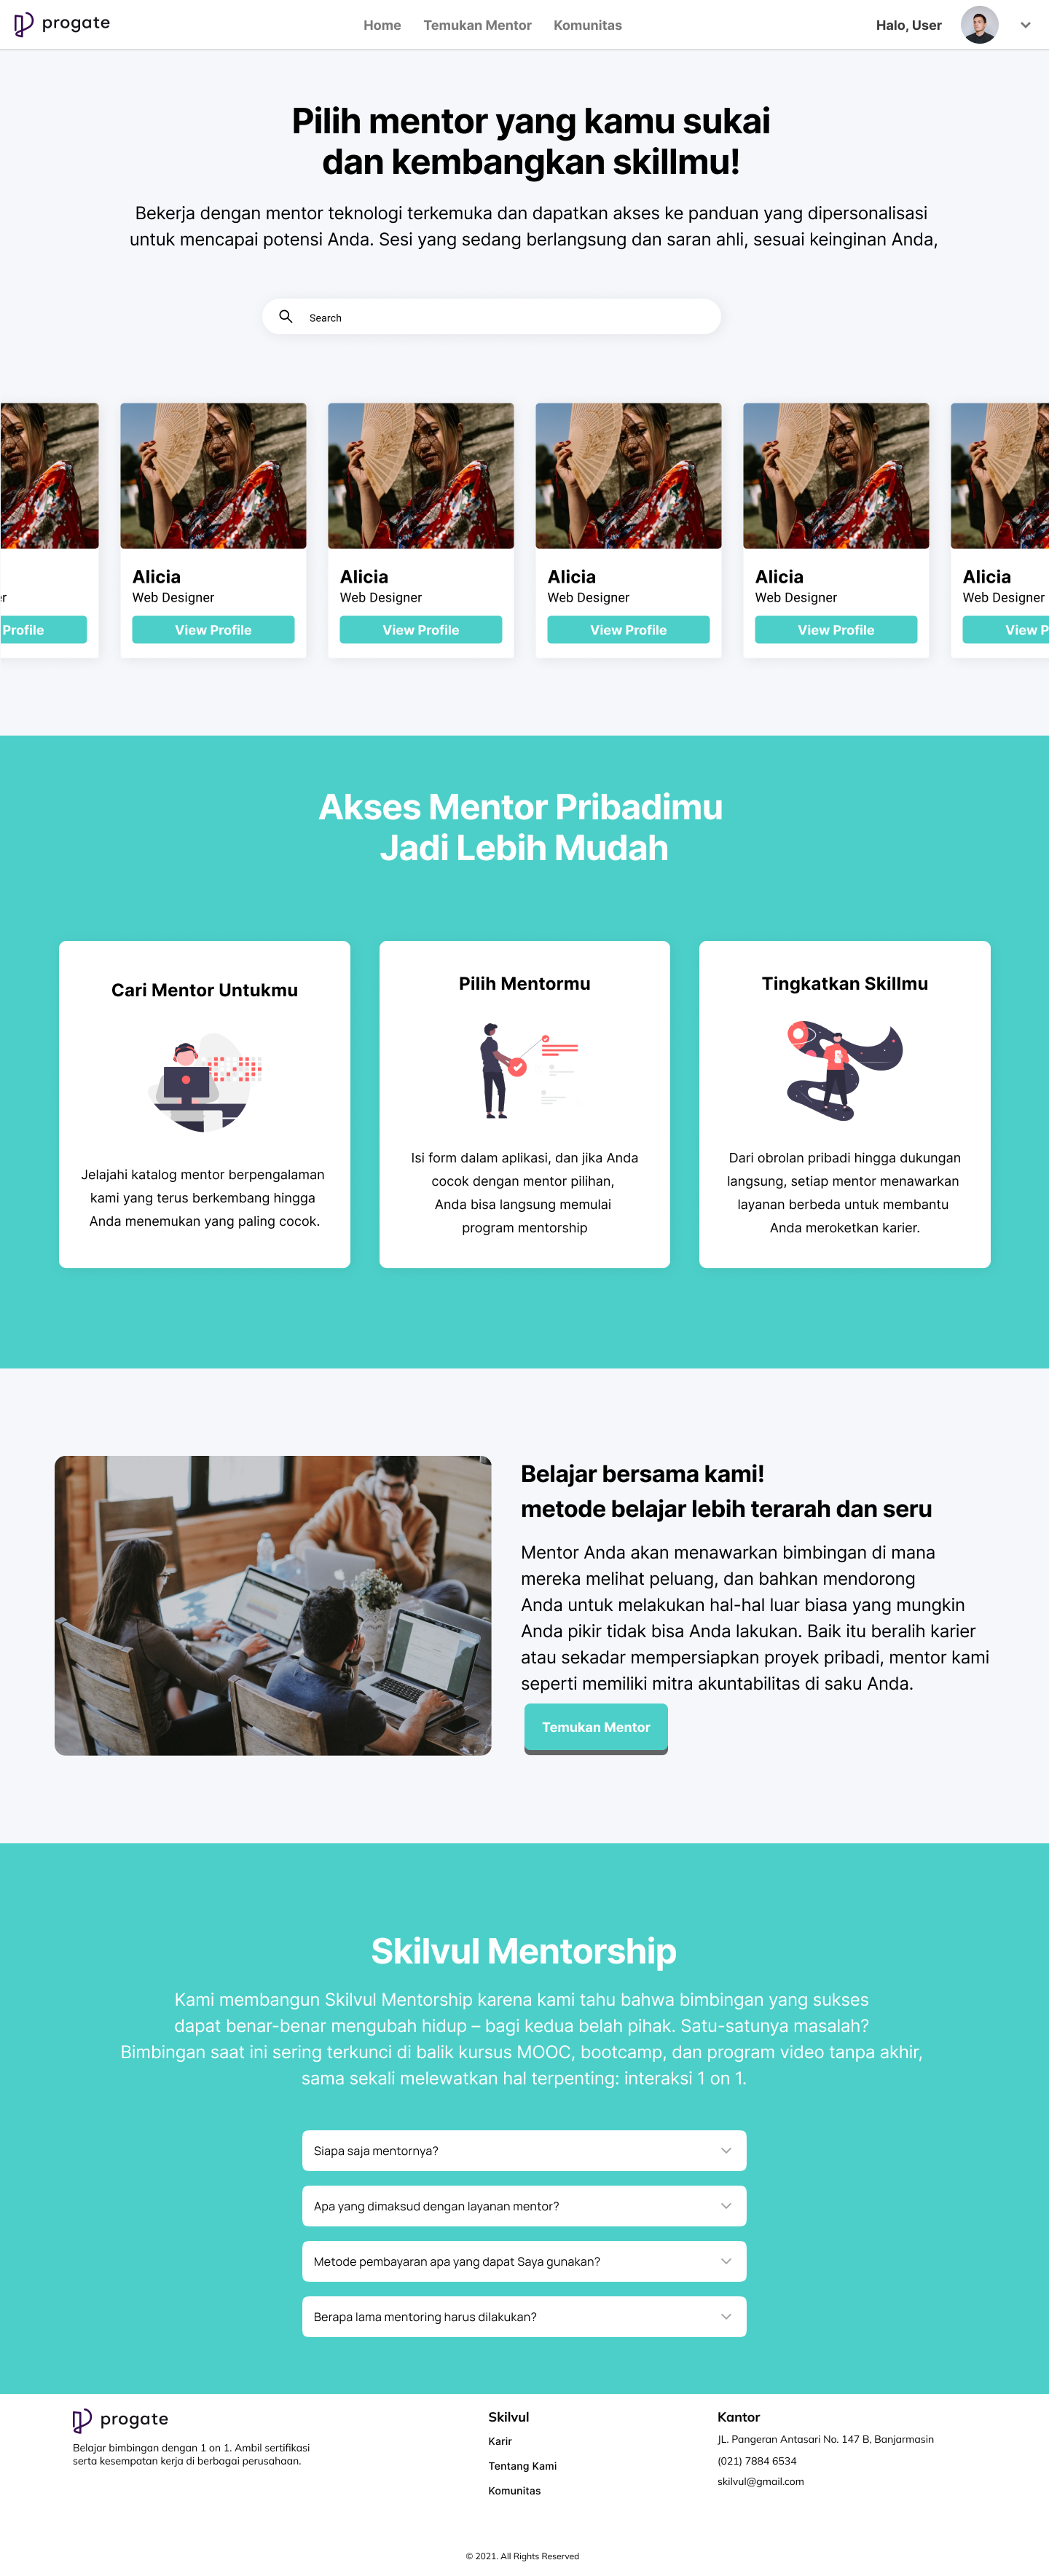 progate
Home Temukan Mentor Komunitas
Halo, User
Pilih mentor yang kamu sukai
dan kembangkan skillmu!
Bekerja dengan mentor teknologi terkemuka dan dapatkan akses ke panduan yang dipersonalisasi
untuk mencapai potensi Anda. Sesi yang sedang berlangsung dan saran ahli, sesuai keinginan Anda,
Search
Profile
Alicia
Web Designer
View Profile
Alicia
Web Designer
View Profile
Alicia
Web Designer
View Profile
Alicia
Web Designer
View Profile
Alicia
Web Designer
View P
Akses Mentor Pribadimu
Jadi Lebih Mudah
Cari Mentor Untukmu
Jelajahi katalog mentor berpengalaman
kami yang terus berkembang hingga
Anda menemukan yang paling cocok.
Pilih Mentormu
Isi form dalam aplikasi, dan jika Anda
cocok dengan mentor pilihan,
Anda bisa langsung memulai
program mentorship
Tingkatkan Skillmu
Dari obrolan pribadi hingga dukungan
langsung, setiap mentor menawarkan
layanan berbeda untuk membantu
Anda meroketkan karier.
Belajar bersama kami!
metode belajar lebih terarah dan seru
Mentor Anda akan menawarkan bimbingan di mana
mereka melihat peluang, dan bahkan mendorong
Anda untuk melakukan hal-hal luar biasa yang mungkin
Anda pikir tidak bisa Anda lakukan. Baik itu beralih karier
atau sekadar mempersiapkan proyek pribadi, mentor kami
seperti memiliki mitra akuntabilitas di saku Anda.
Temukan Mentor
Skilvul Mentorship
Kami membangun Skilvul Mentorship karena kami tahu bahwa bimbingan yang sukses
dapat benar-benar mengubah hidup – bagi kedua belah pihak. Satu-satunya masalah?
Bimbingan saat ini sering terkunci di balik kursus MOOC, bootcamp, dan program video tanpa akhir,
sama sekali melewatkan hal terpenting: interaksi 1 on 1.
Siapa saja mentornya?
Apa yang dimaksud dengan layanan mentor?
Metode pembayaran apa yang dapat Saya gunakan?
Berapa lama mentoring harus dilakukan?
progate
Belajar bimbingan dengan 1 on 1. Ambil sertifikasi
serta kesempatan kerja di berbagai perusahaan.
Skilvul
Karir
Tentang Kami
Komunitas
Kantor
JL. Pangeran Antasari No. 147 B, Banjarmasin
(021) 7884 6534
skilvul@gmail.com
© 2021. All Rights Reserved